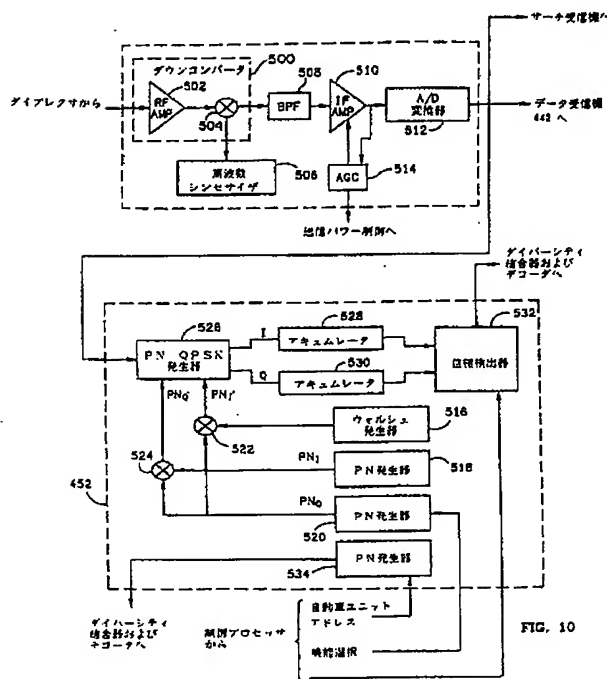 サーチ受信機へ
500
ダウンコンバータ
502
RF
AMP
504
508
BPF
510
IF
AMP
A/D
変換器
512
ダイプレクサから
データ受信機
442 へ
周波数
シンセサイザ
506
AGC
514
送信パワー制御へ
ダイバーシティ
結合器および
デコーダへ
526
PN QPSK
発生器
I
528
アキュムレータ
Q
530
アキュムレータ
532
位相検出器
PNQ'
PNI'
522
ウォルシュ
発生器
516
524
PNI
PN発生器
518
452
PNQ
PN発生器
520
PN発生器
534
ダイバーシティ
結合器および
デコーダへ
制御プロセッサ
から
自動車ユニット
アドレス
機能選択
FIG. 10